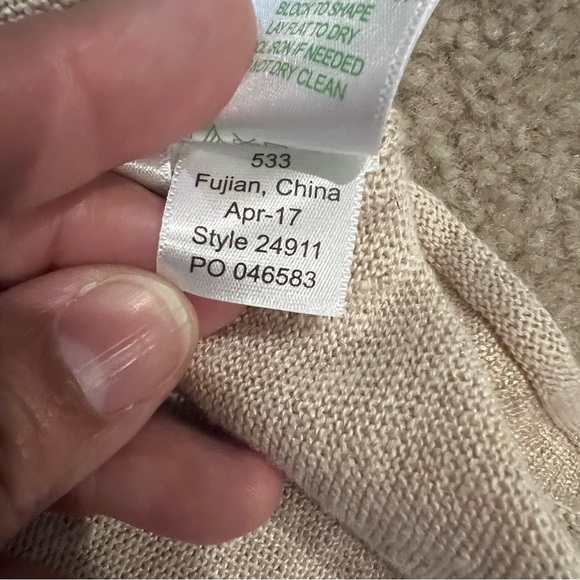 BLOCK TO SHAPE
LAY FLAT TO DRY
IRON IF NEEDED
NOT DRY CLEAN
533
Fujian, China
Apr-17
Style 24911
PO 046583